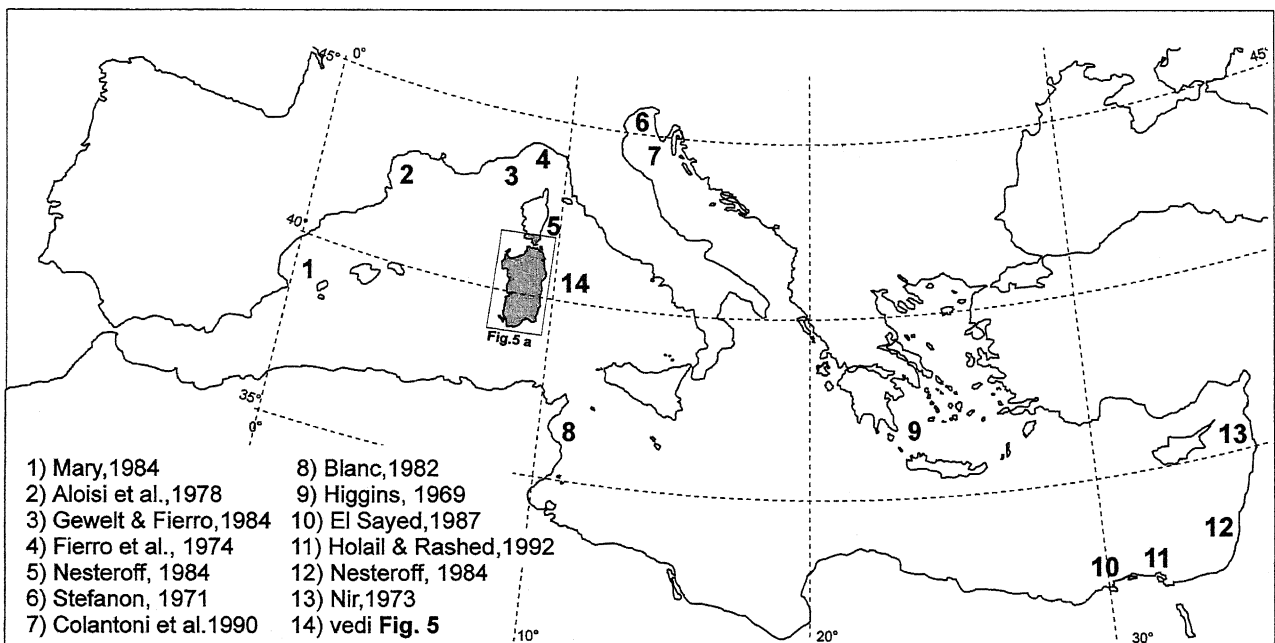 45° 0° 45°
6
7
2 3 4
5
40°
1
14
Fig.5 a
35°
0°
8
9
13
12
10 11
1) Mary,1984
2) Aloisi et al.,1978
3) Gewelt & Fierro,1984
4) Fierro et al., 1974
5) Nesteroff, 1984
6) Stefanon, 1971
7) Colantoni et al.1990
8) Blanc,1982
9) Higgins, 1969
10) El Sayed,1987
11) Holail & Rashed,1992
12) Nesteroff, 1984
13) Nir,1973
14) vedi Fig. 5
10° 20° 30°